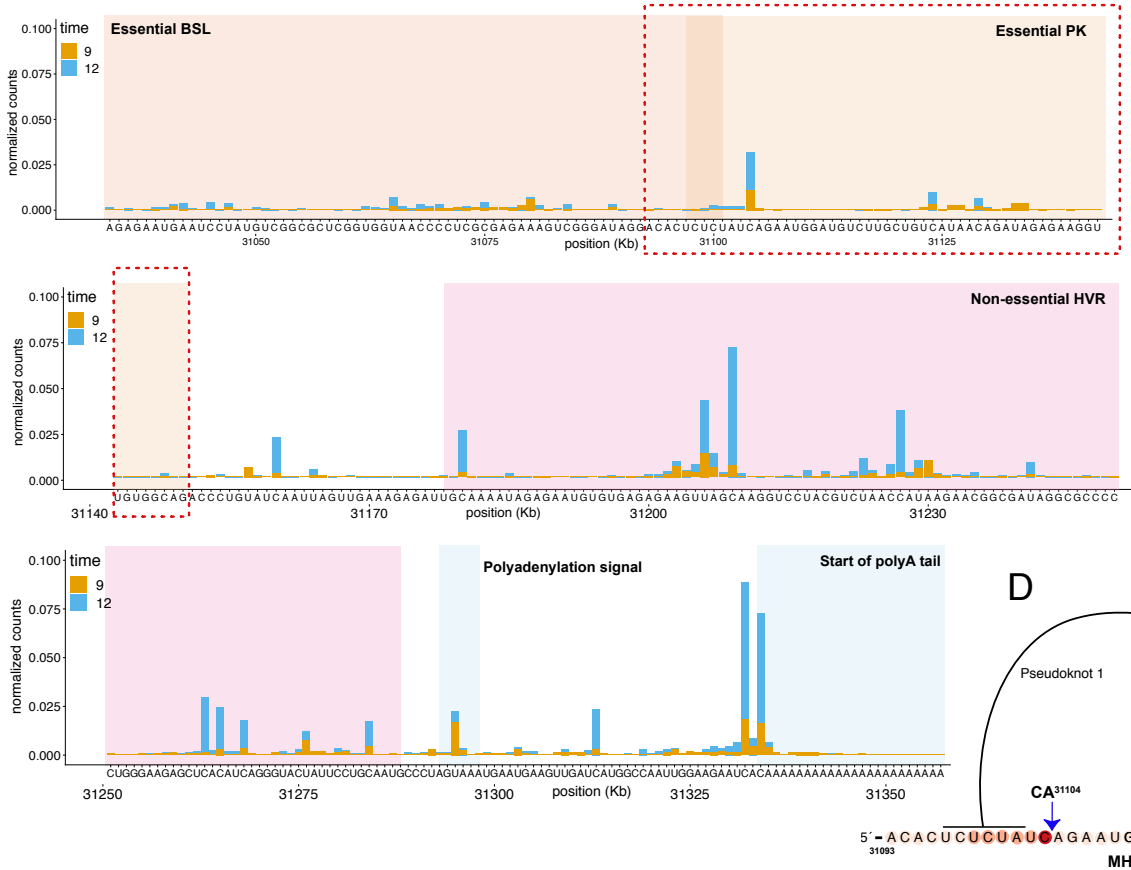 time
9
12
Essential BSL
Essential PK
0.100
0.075
0.050
0.025
0.000
normalized counts
AGAGAAUGAAUCCUAUGUCGGCGCUCGGUGGUAACCCCUCGCGAGAAAGUCGGGAUAGGACACUCUCUAUCAGAAUGGAUGUCUUGCUGUCAUAACAGAUAGAGAAGGU
31050 31075 31100 31125
position (Kb)
time
9
12
Non-essential HVR
0.100
0.075
0.050
0.025
0.000
normalized counts
UGUGGCAGACCCUGUAUCAAUUAGUUGAAAGAGAUUGCAAAAUAGAGAAUGUGUGAGAGAAGUUAGCAAGGUCCUACGUCUAACCAUAAGAACGGCGAUAGGCGCCCC
31140 31170 31200 31230
position (Kb)
time
9
12
Polyadenylation signal
Start of polyA tail
0.100
0.075
0.050
0.025
0.000
normalized counts
CUGGGAAGAGCUCACAUCAGGGUACUAUUCCUGCAAUGCCCUAGUAAAUGAAUGAAGUUGAUCAUGGCCAAUUGGAAGAAUCACAAAAAAAAAAAAAAAAAAAAAAA
31250 31275 31300 31325 31350
position (Kb)
D
Pseudoknot 1
CA31104
5´ - ACACUCUCUAUCAGAAUG
31093
MH